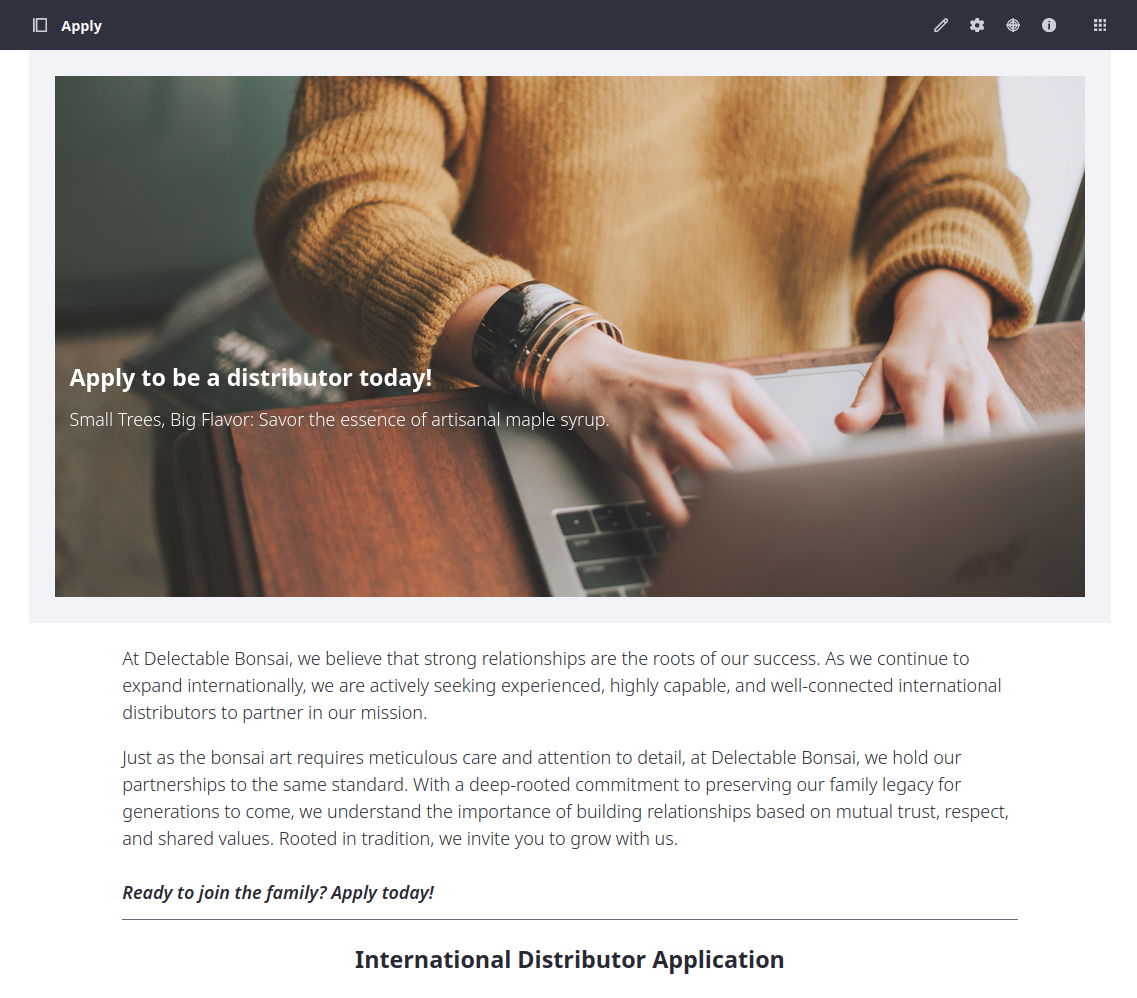 Apply
Apply to be a distributor today!
Small Trees, Big Flavor: Savor the essence of artisanal maple syrup.
At Delectable Bonsai, we believe that strong relationships are the roots of our success. As we continue to
expand internationally, we are actively seeking experienced, highly capable, and well-connected international
distributors to partner in our mission.
Just as the bonsai art requires meticulous care and attention to detail, at Delectable Bonsai, we hold our
partnerships to the same standard. With a deep-rooted commitment to preserving our family legacy for
generations to come, we understand the importance of building relationships based on mutual trust, respect,
and shared values. Rooted in tradition, we invite you to grow with us.
Ready to join the family? Apply today!
International Distributor Application